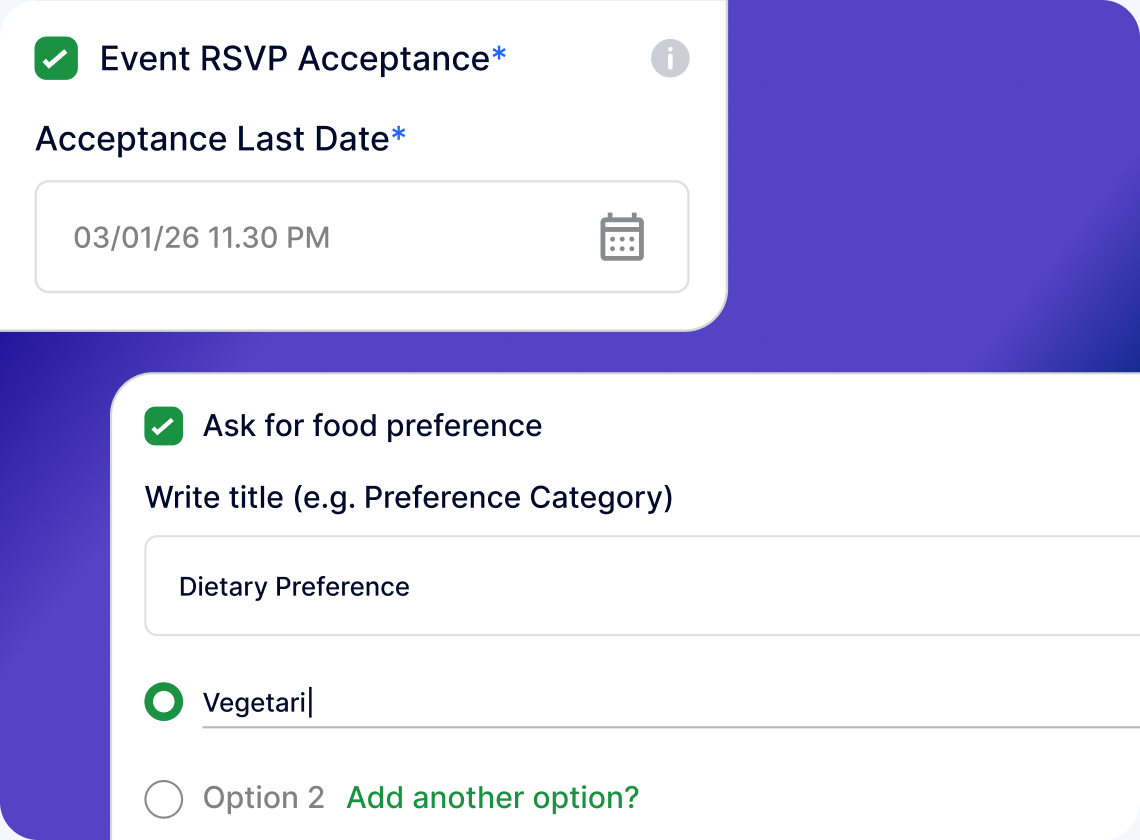 Event RSVP Acceptance*
i
Acceptance Last Date*
03/01/26 11.30 PM
Ask for food preference
Write title (e.g. Preference Category)
Dietary Preference
Vegetari
Option 2 Add another option?